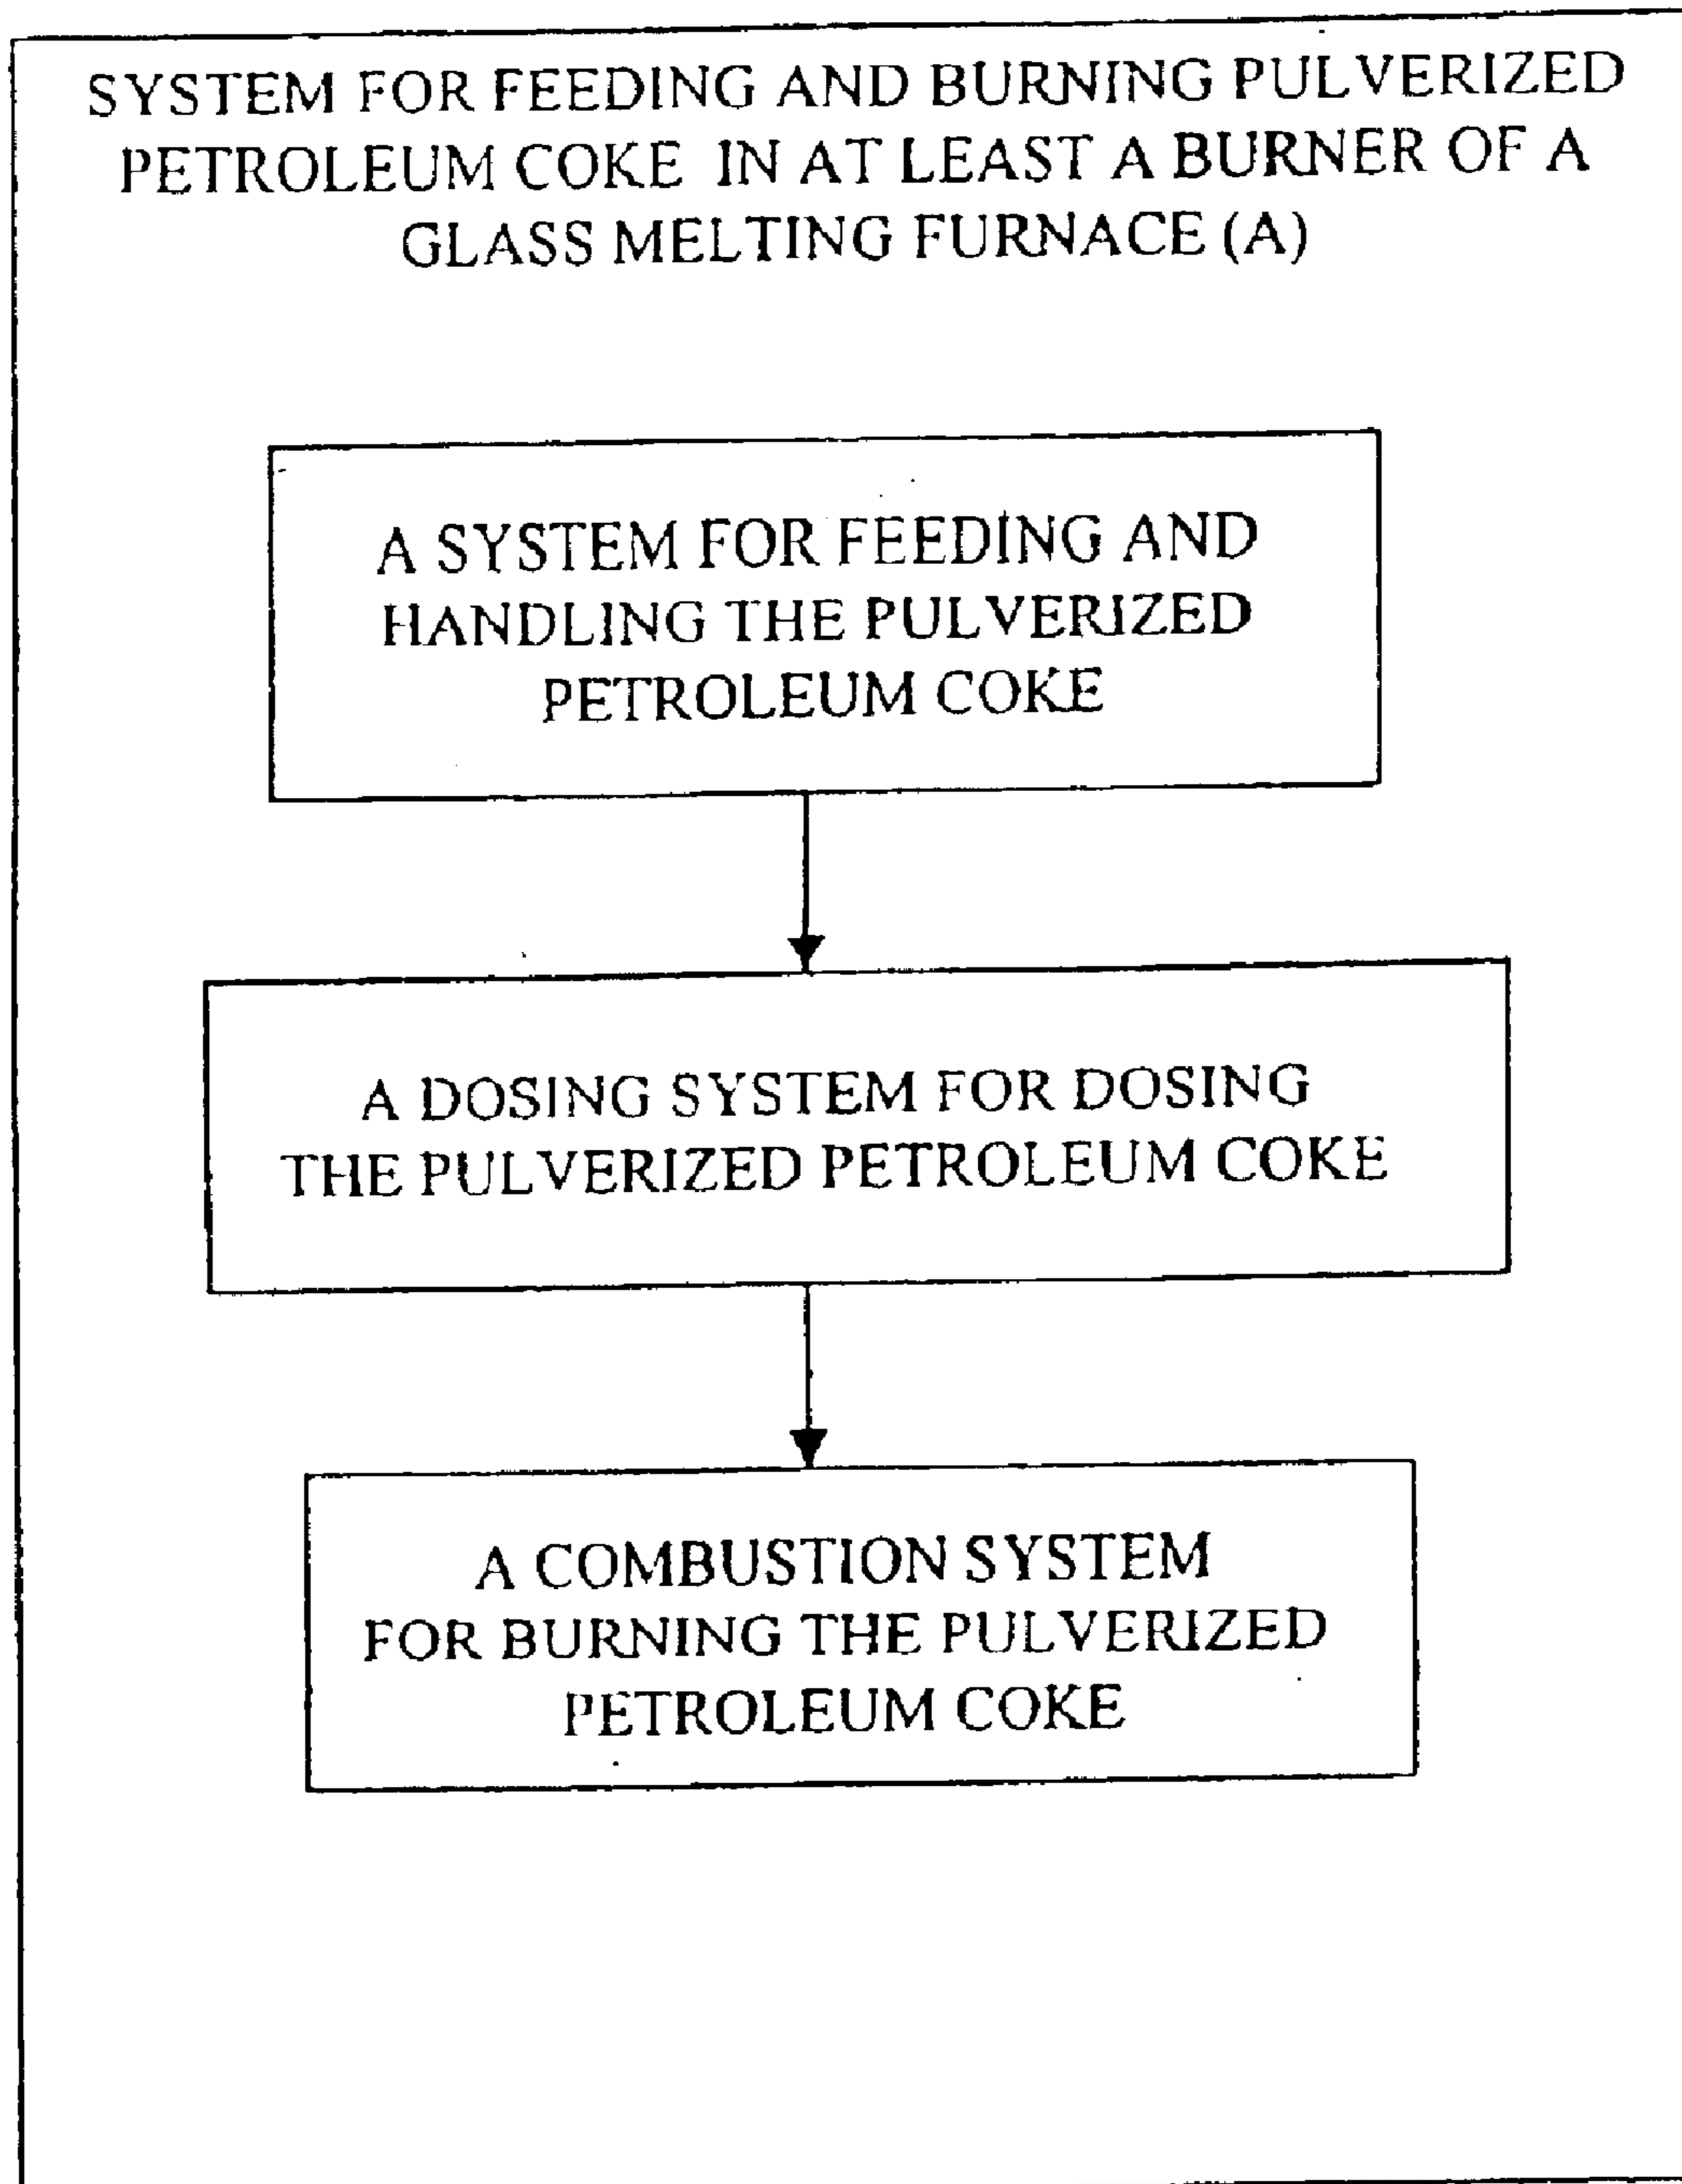 SYSTEM FOR FEEDING AND BURNING PULVERIZED
PETROLEUM COKE IN AT LEAST A BURNER OF A
GLASS MELTING FURNACE (A)
A SYSTEM FOR FEEDING AND
HANDLING THE PULVERIZED
PETROLEUM COKE
A DOSING SYSTEM FOR DOSING
THE PULVERIZED PETROLEUM COKE
A COMBUSTION SYSTEM
FOR BURNING THE PULVERIZED
PETROLEUM COKE